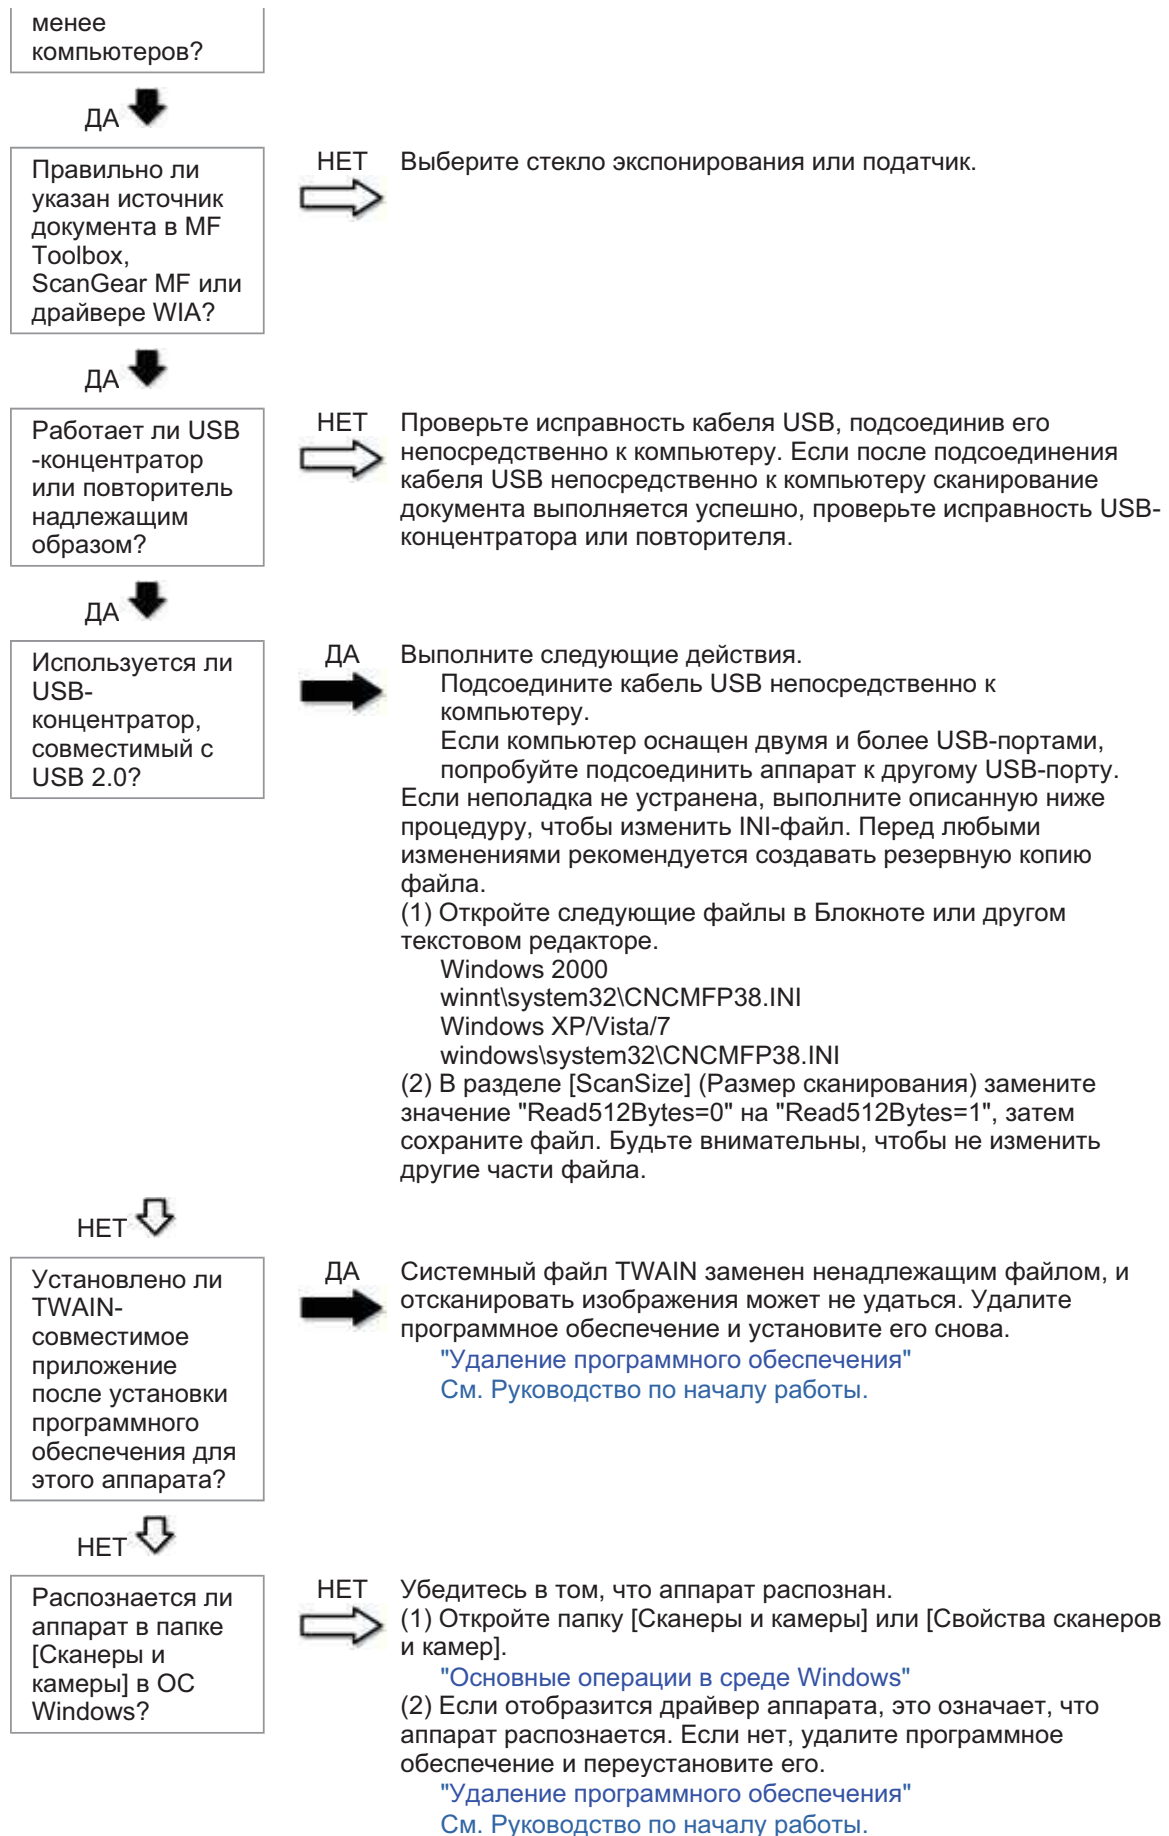 менее
компьютеров?
ДА
Правильно ли
указан источник
документа в MF
Toolbox,
ScanGear MF или
драйвере WIA?
НЕТ
Выберите стекло экспонирования или податчик.
ДА
Работает ли USB
-концентратор
или повторитель
надлежащим
образом?
НЕТ
Проверьте исправность кабеля USB, подсоединив его
непосредственно к компьютеру. Если после подсоединения
кабеля USB непосредственно к компьютеру сканирование
документа выполняется успешно, проверьте исправность USB-
концентратора или повторителя.
ДА
Используется ли
USB-
концентратор,
совместимый с
USB 2.0?
ДА
Выполните следующие действия.
Подсоедините кабель USB непосредственно к
компьютеру.
Если компьютер оснащен двумя и более USB-портами,
попробуйте подсоединить аппарат к другому USB-порту.
Если неполадка не устранена, выполните описанную ниже
процедуру, чтобы изменить INI-файл. Перед любыми
изменениями рекомендуется создавать резервную копию
файла.
(1) Откройте следующие файлы в Блокноте или другом
текстовом редакторе.
Windows 2000
winnt\system32\CNCMFP38.INI
Windows XP/Vista/7
windows\system32\CNCMFP38.INI
(2) В разделе [ScanSize] (Размер сканирования) замените
значение "Read512Bytes=0" на "Read512Bytes=1", затем
сохраните файл. Будьте внимательны, чтобы не изменить
другие части файла.
НЕТ
Установлено ли
TWAIN-
совместимое
приложение
после установки
программного
обеспечения для
этого аппарата?
ДА
Системный файл TWAIN заменен ненадлежащим файлом, и
отсканировать изображения может не удаться. Удалите
программное обеспечение и установите его снова.
"Удаление программного обеспечения"
См. Руководство по началу работы.
НЕТ
Распознается ли
аппарат в папке
[Сканеры и
камеры] в ОС
Windows?
НЕТ
Убедитесь в том, что аппарат распознан.
(1) Откройте папку [Сканеры и камеры] или [Свойства сканеров
и камер].
"Основные операции в среде Windows"
(2) Если отобразится драйвер аппарата, это означает, что
аппарат распознается. Если нет, удалите программное
обеспечение и переустановите его.
"Удаление программного обеспечения"
См. Руководство по началу работы.